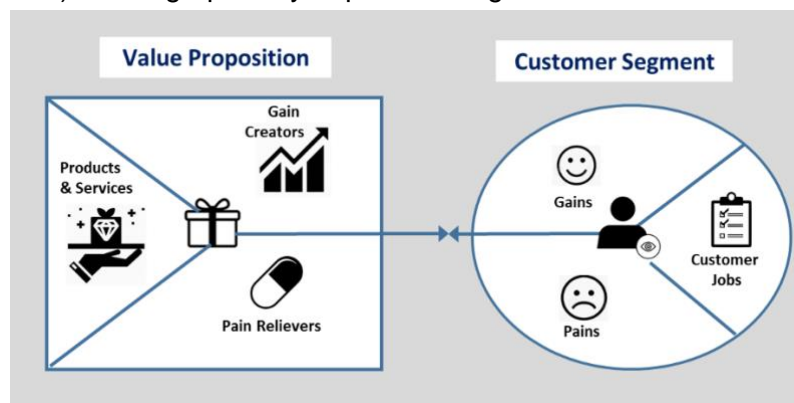 Value Proposition
Customer Segment
Gain
Creators
Products
& Services
Pain Relievers
Gains
Customer
Jobs
Pains